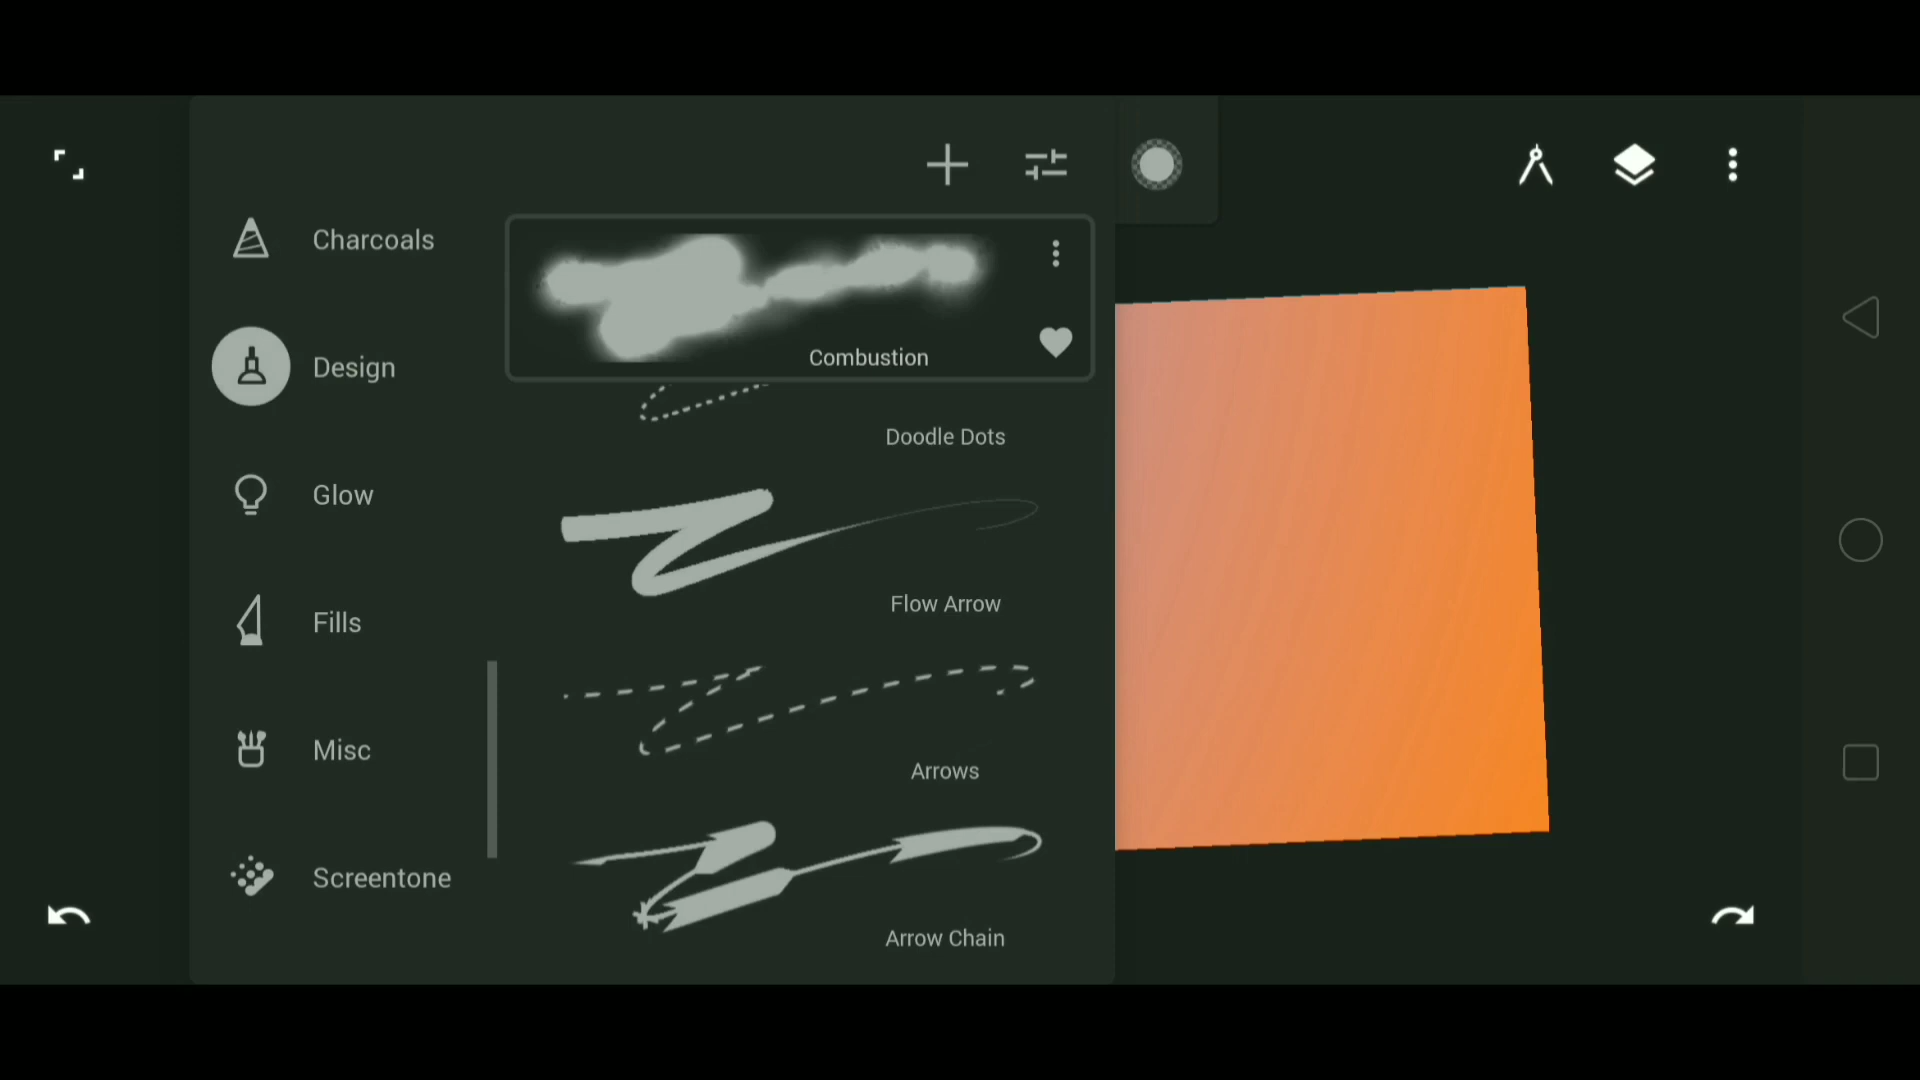 Charcoals
Design
Glow
Fills
Misc
Screentone
Combustion
Doodle Dots
Flow Arrow
Arrows
Arrow Chain